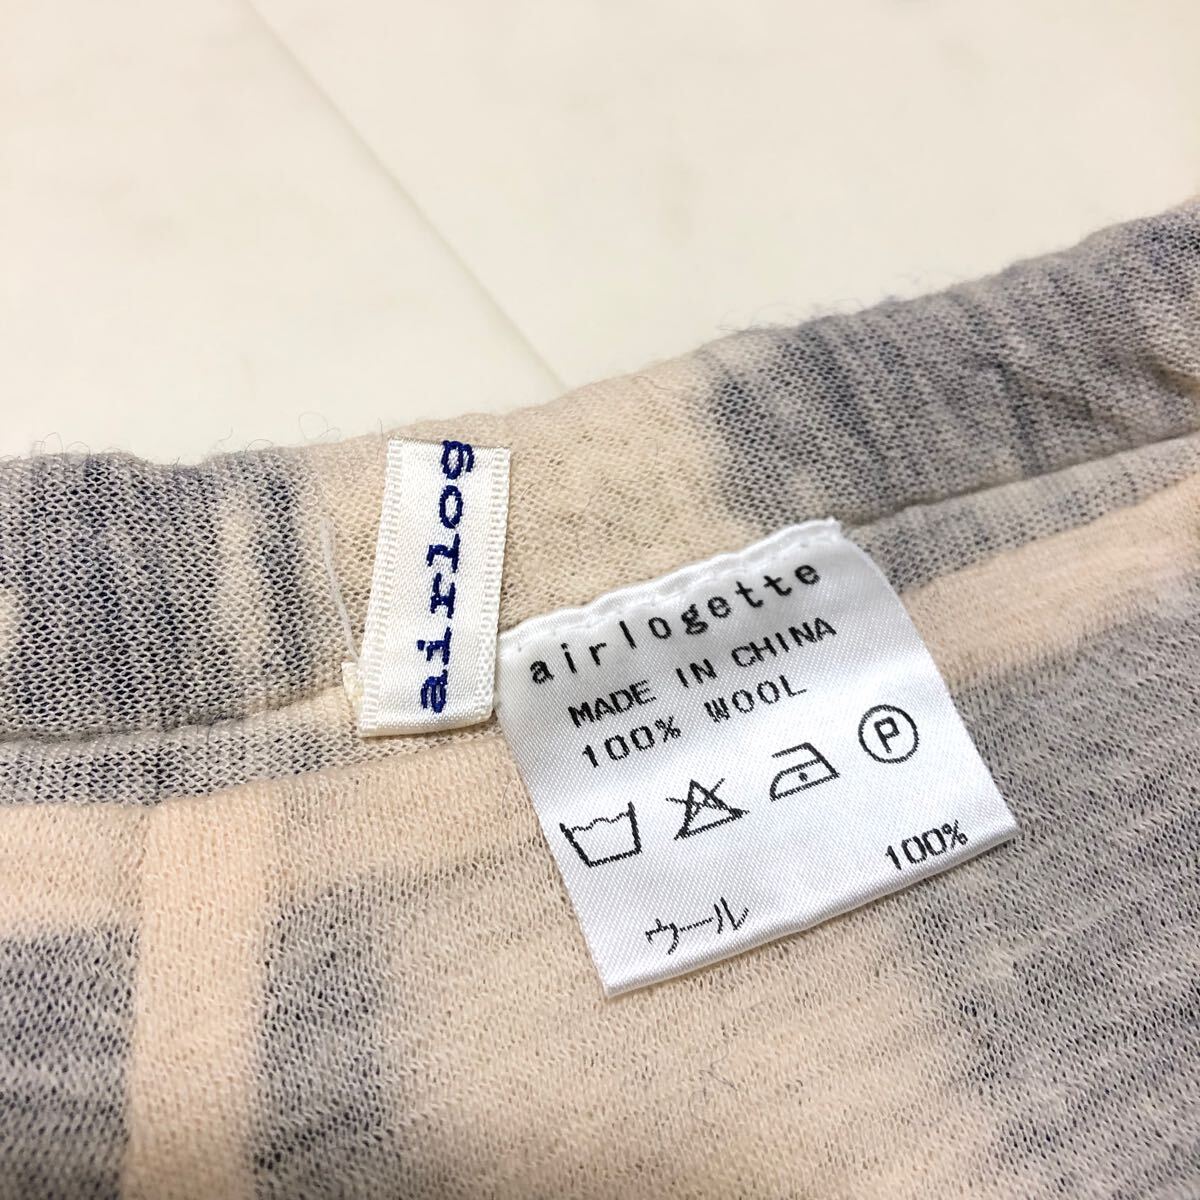 airlog
airlogette
MADE IN CHINA
100% WOOL
P
ウール 100%